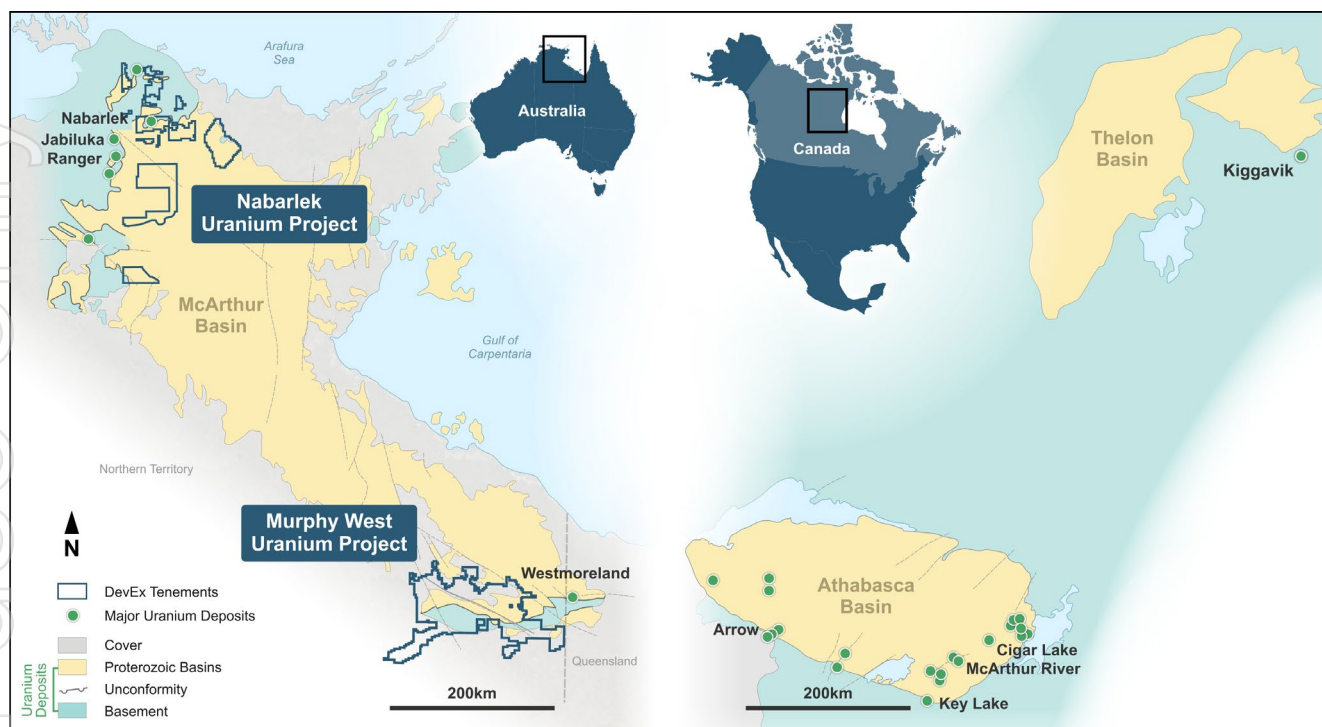 Arafura
Sea
Nabarlek
Jabiluka
Ranger
Nabarlek
Uranium Project
McArthur
Basin
Gulf of
Carpentaria
Northern Territory
Murphy West
Uranium Project
Westmoreland
Queensland
200km
N
DevEx Tenements
Major Uranium Deposits
Cover
Proterozoic Basins
Unconformity
Basement
Uranium
Deposits
Australia
Canada
Thelon
Basin
Kiggavik
Athabasca
Basin
Arrow
Cigar Lake
McArthur River
Key Lake
200km